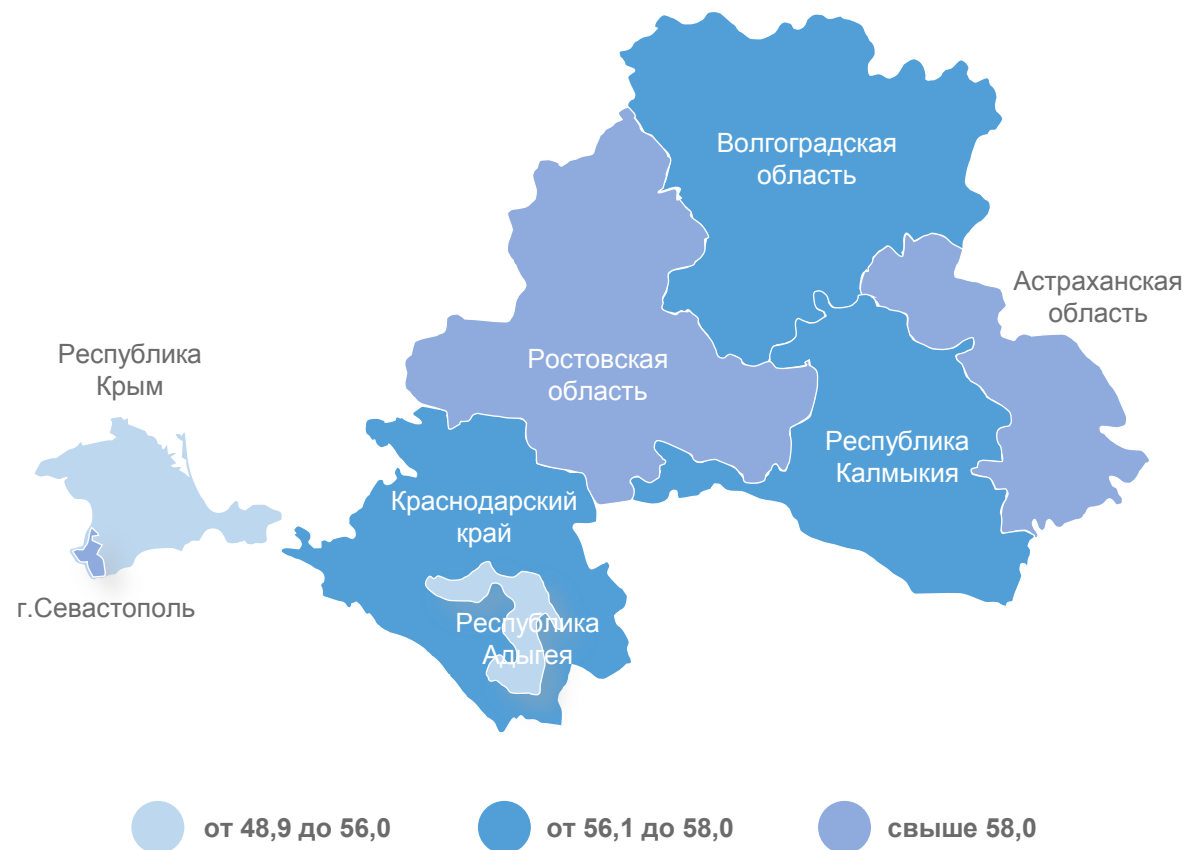 Волгоградская
область
Астраханская
область
Республика
Крым
Ростовская
область
Республика
Калмыкия
Краснодарский
край
г.Севастополь
Республика
Адыгея
от 48,9 до 56,0
от 56,1 до 58,0
свыше 58,0